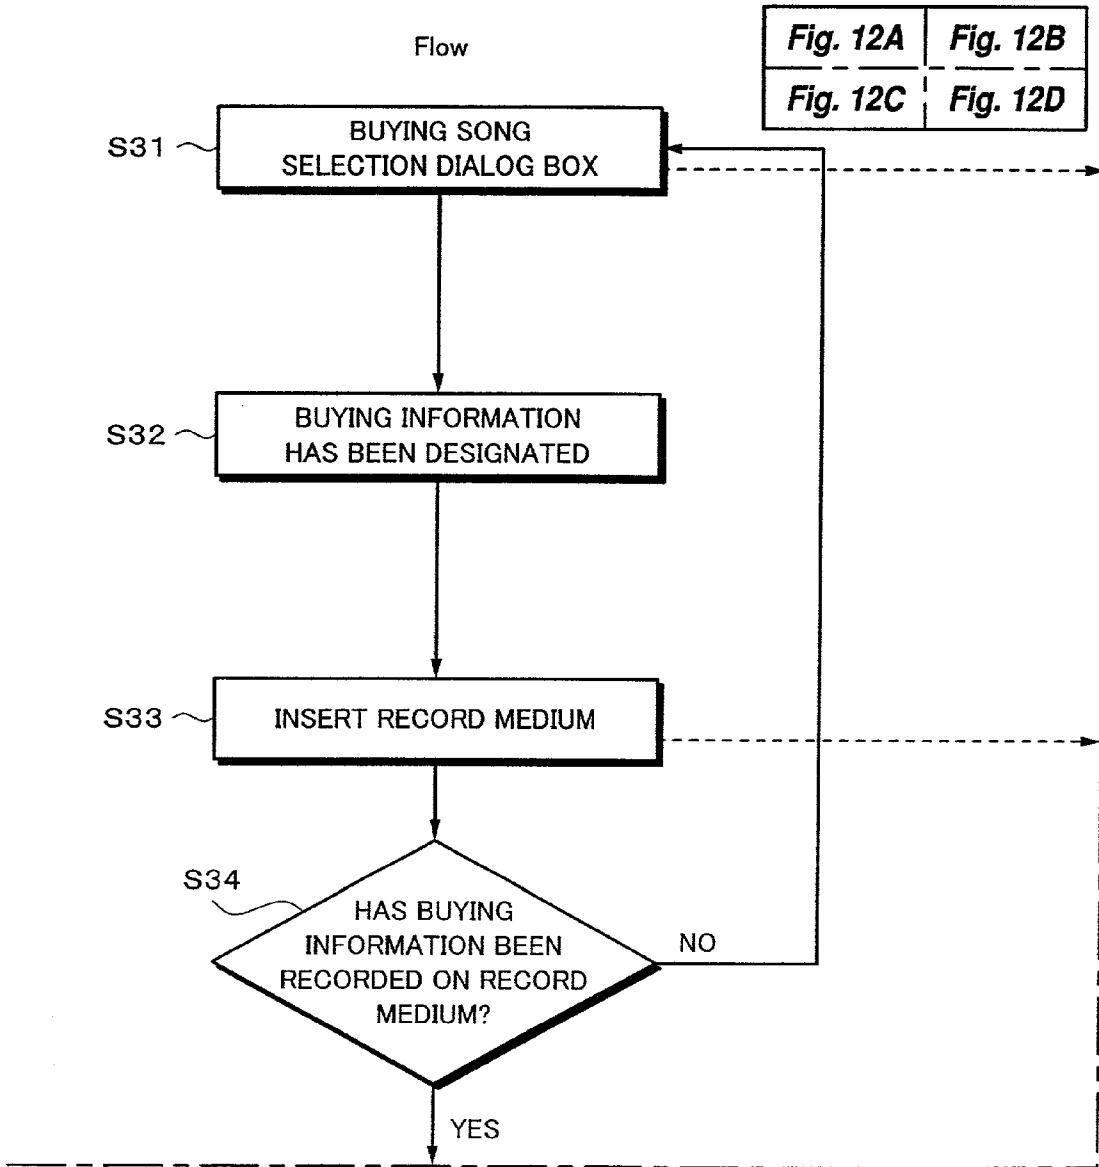 Flow
Fig. 12A
Fig. 12B
Fig. 12C
Fig. 12D
S31
BUYING SONG
SELECTION DIALOG BOX
S32
BUYING INFORMATION
HAS BEEN DESIGNATED
S33
INSERT RECORD MEDIUM
S34
HAS BUYING
INFORMATION BEEN
RECORDED ON RECORD
MEDIUM?
NO
YES